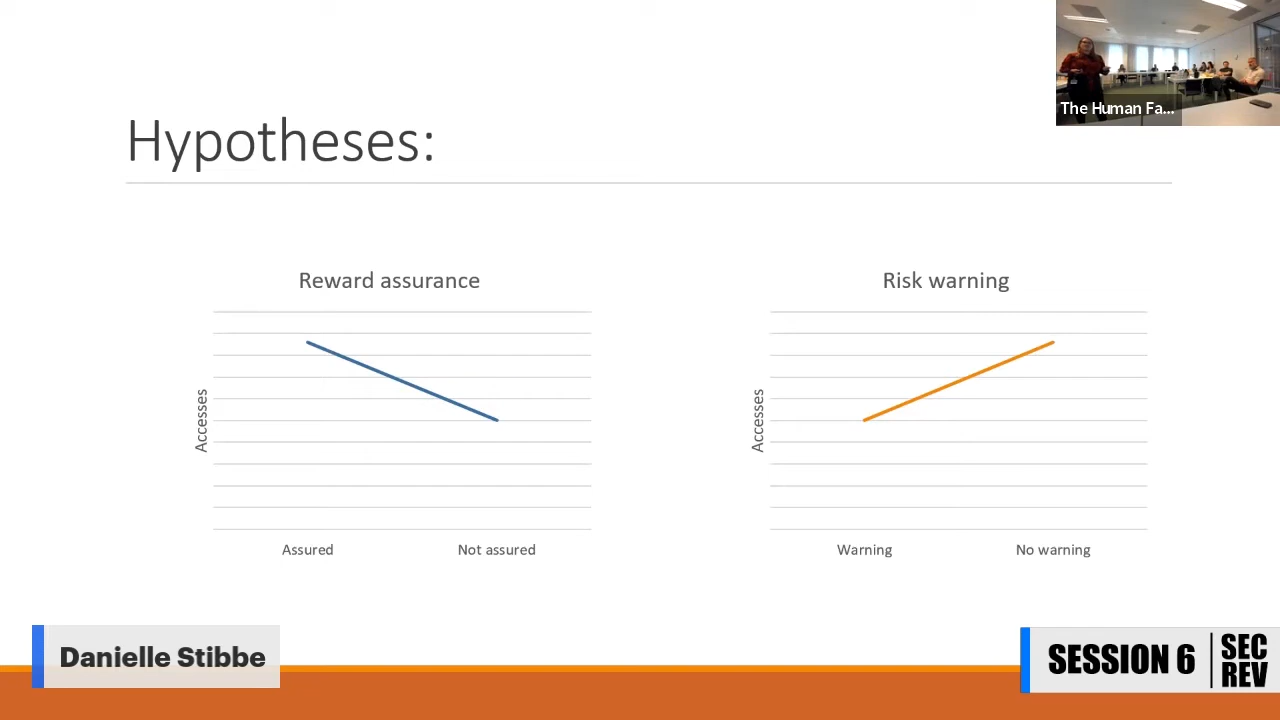 The Human Fa...
Hypotheses:
Reward assurance
Accesses
Assured Not assured
Risk warning
Accesses
Warning No warning
Danielle Stibbe
SESSION 6
SEC
REV